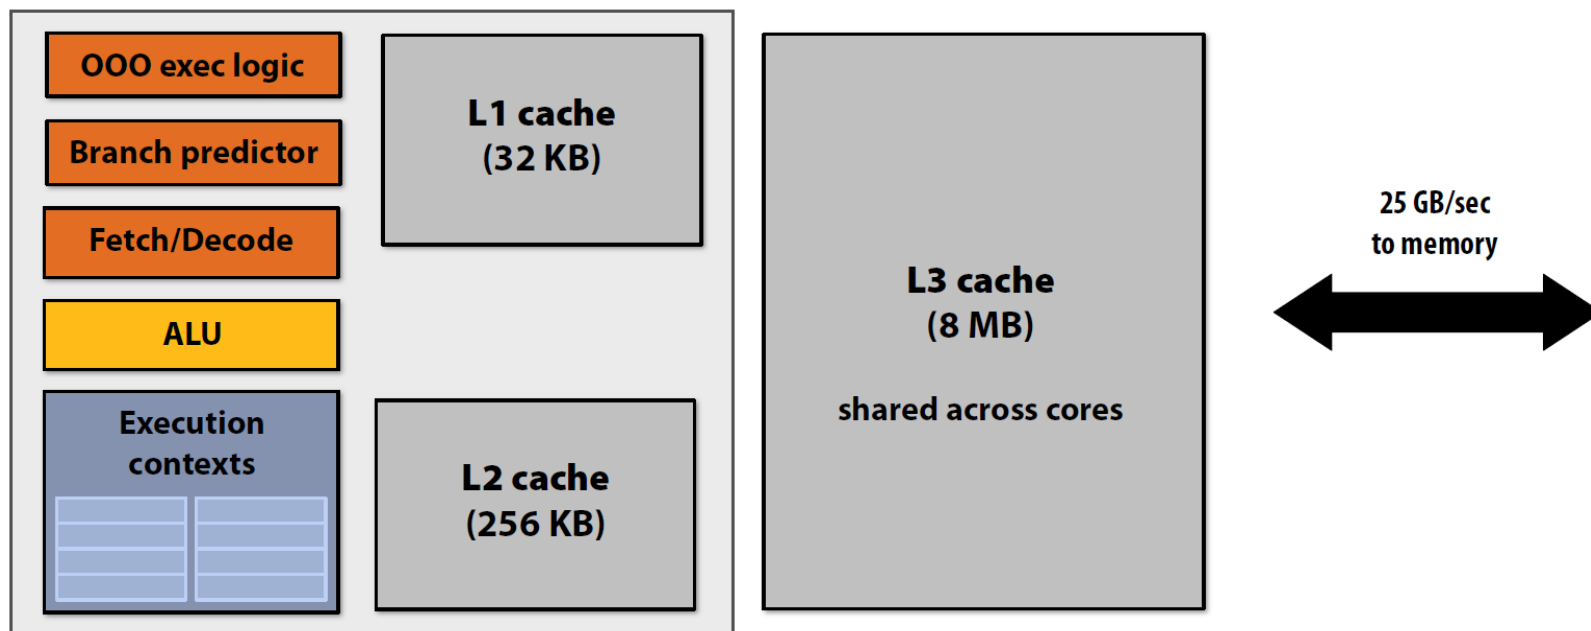 OOO exec logic
Branch predictor
Fetch/Decode
ALU
Execution
contexts
L1 cache
(32 KB)
L2 cache
(256 KB)
L3 cache
(8 MB)
shared across cores
25 GB/sec
to memory